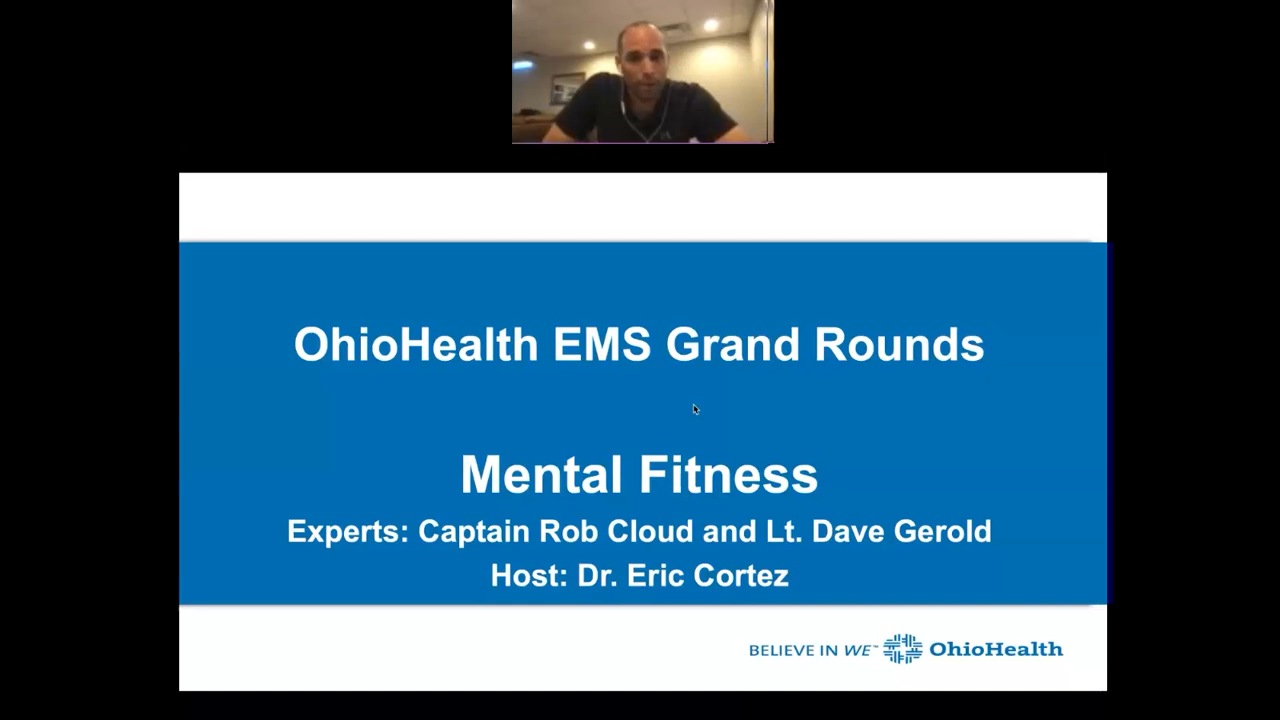 OhioHealth EMS Grand Rounds
Mental Fitness
Experts: Captain Rob Cloud and Lt. Dave Gerold
Host: Dr. Eric Cortez
BELIEVE IN WE™ OhioHealth